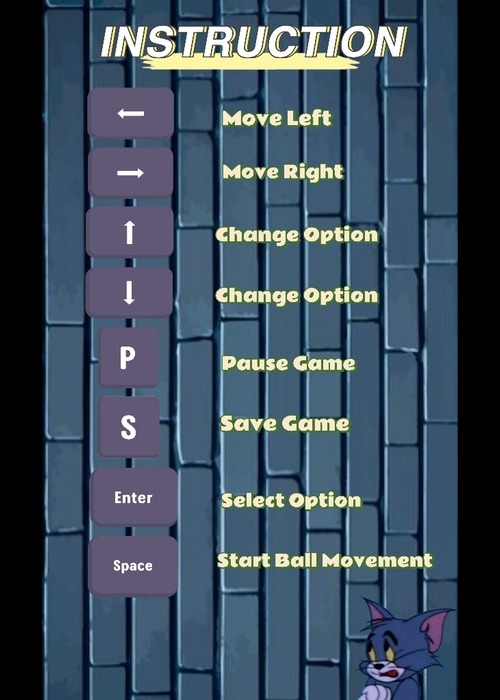 INSTRUCTION
← Move Left
→ Move Right
↑ Change Option
↓ Change Option
P Pause Game
S Save Game
Enter Select Option
Space Start Ball Movement